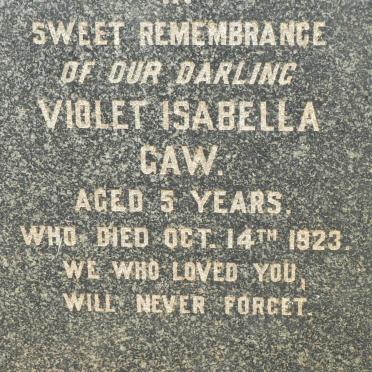 IN
SWEET REMEMBRANCE
OF OUR DARLING
VIOLET ISABELLA
GAW.
AGED 5 YEARS.
WHO DIED OCT. 14TH 1923.
WE WHO LOVED YOU,
WILL NEVER FORGET.